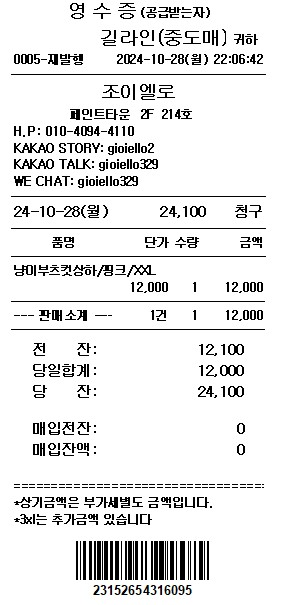 영 수 증 (공급받는자)
길라인(중도매) 귀하
0005-재발행 2024-10-28(월) 22:06:42
조이엘로
페인트타운 2F 214호
H.P: 010-4094-4110
KAKAO STORY: gioiello2
KAKAO TALK: gioiello329
WE CHAT: gioiello329
24-10-28(월) 24,100 청구
품명 단가 수량 금액
냥미부츠컷상하/핑크/XXL
12,000 1 12,000
--- 판매소계 --- 1건 1 12,000
전 잔: 12,100
당일합계: 12,000
당 잔: 24,100
매입전잔: 0
매입잔액: 0
===================================
*상기금액은 부가세별도 금액입니다.
*3xl는 추가금액 있습니다
23152654316095